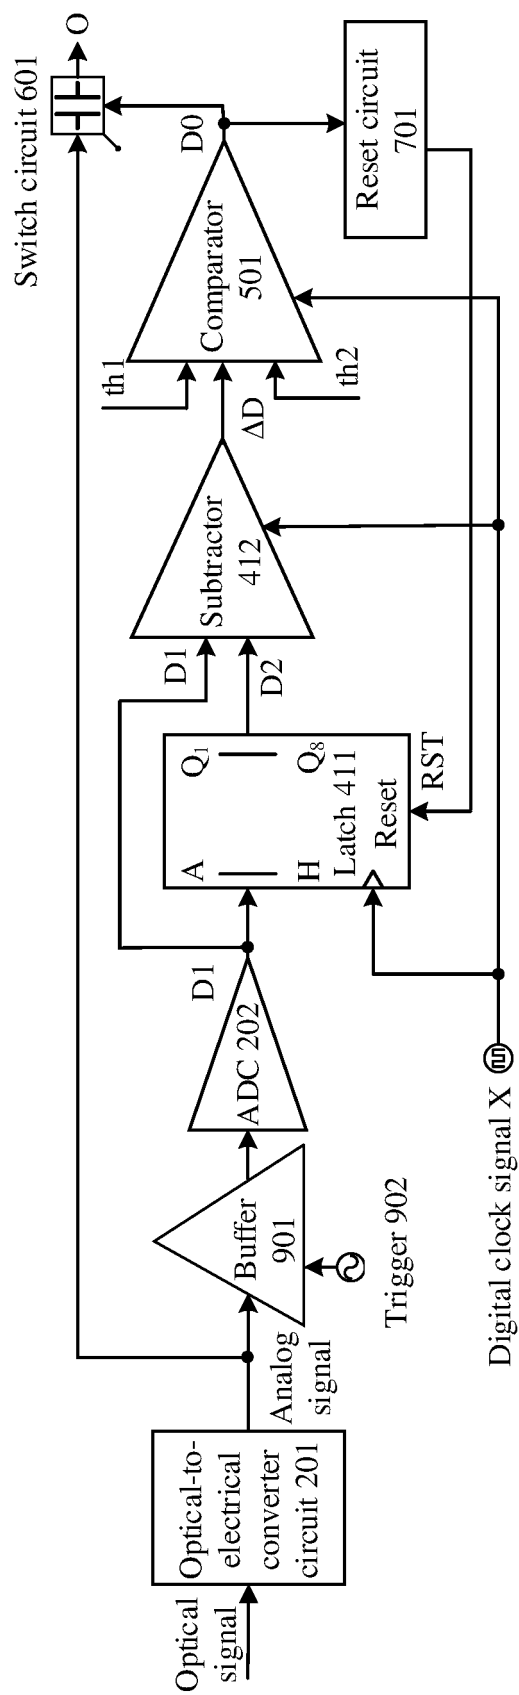 Optical
signal
Optical-to-
electrical
converter
circuit 201
Analog
signal
Buffer
901
Trigger 902
ADC 202
D1
A
H
Q1
Q8
Latch 411
Reset
RST
D1
D2
Subtractor
412
ΔD
th1
th2
Comparator
501
D0
Switch circuit 601
O
Reset circuit
701
Digital clock signal X